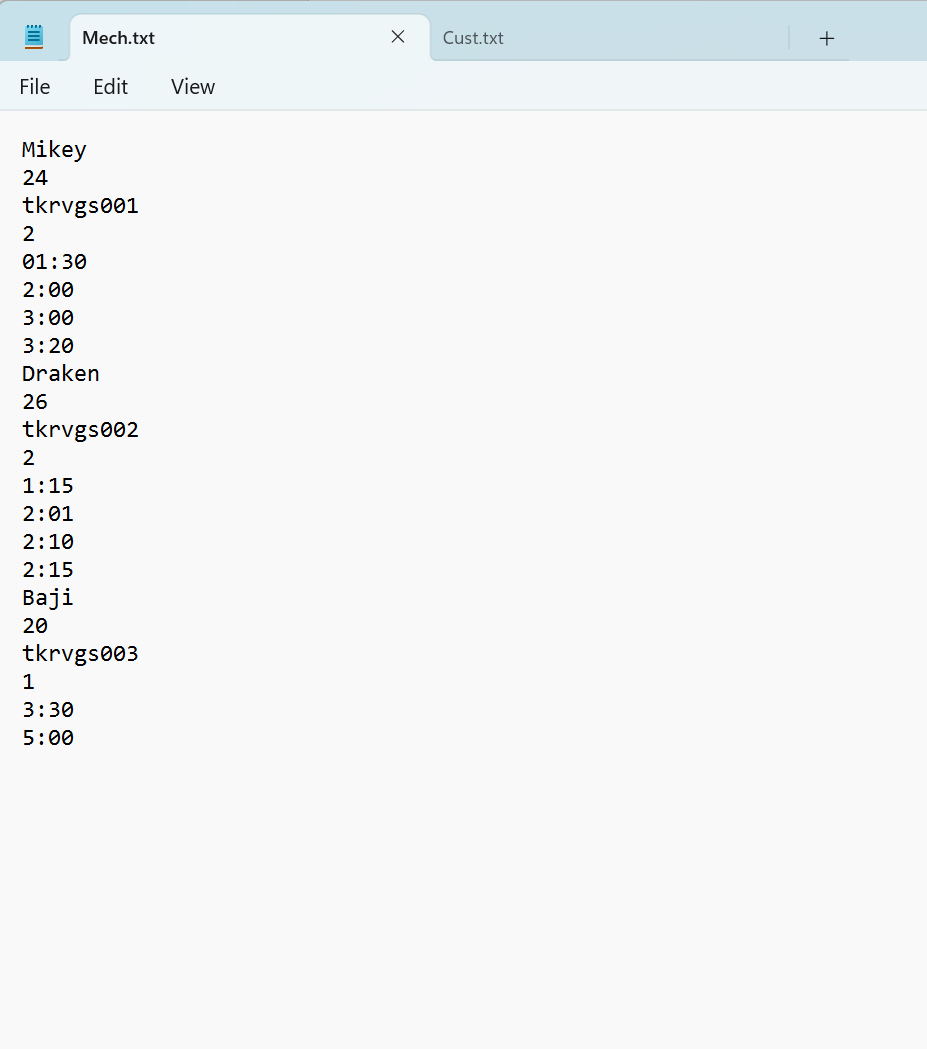 Mech.txt Cust.txt
File Edit View
Mikey
24
tkrvgs001
2
01:30
2:00
3:00
3:20
Draken
26
tkrvgs002
2
1:15
2:01
2:10
2:15
Baji
20
tkrvgs003
1
3:30
5:00